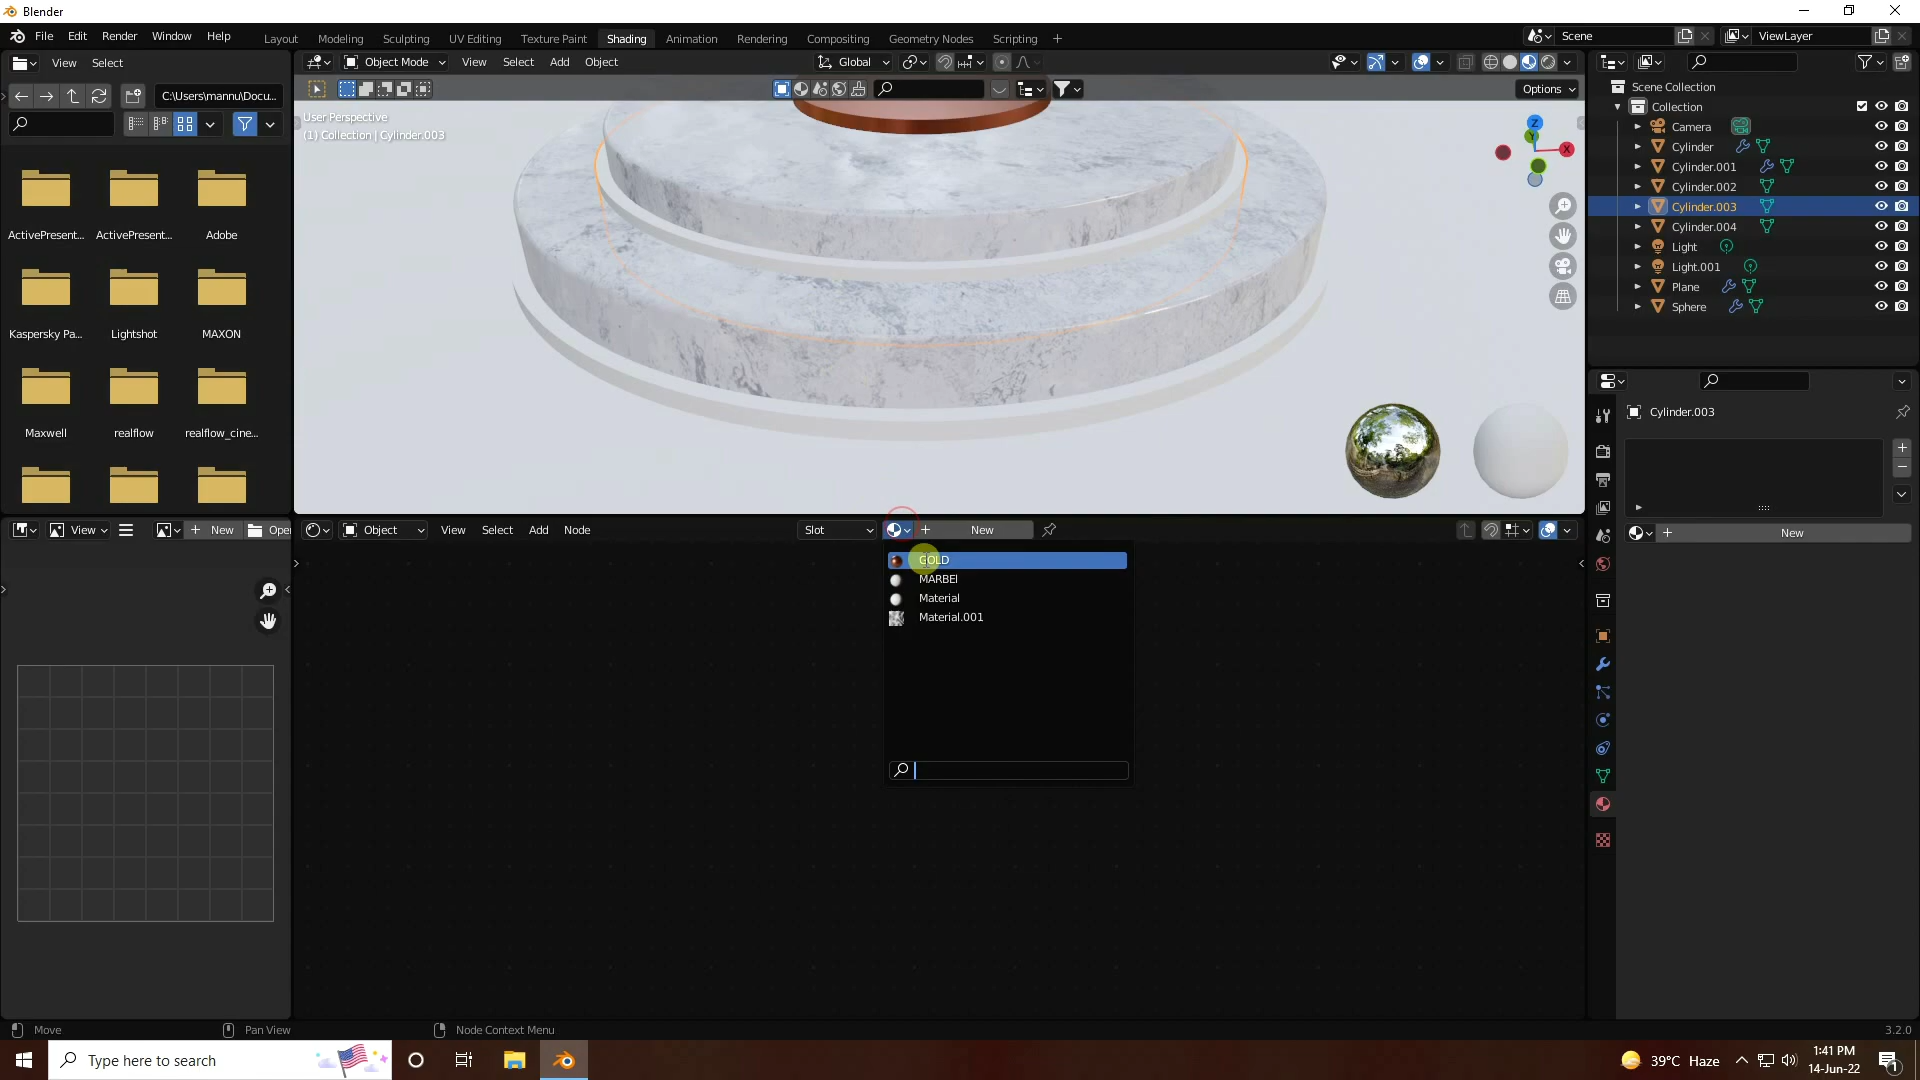 Blender
File Edit Render Window Help
Layout Modeling Sculpting UV Editing Texture Paint Shading Animation Rendering Compositing Geometry Nodes Scripting +
Scene
ViewLayer
View Select
Object Mode View Select Add Object
Global
C:\Users\mannu\Docu...
Options
User Perspective
(1) Collection | Cylinder.003
Z
Y
X
Scene Collection
Collection
Camera
Cylinder
Cylinder.001
Cylinder.002
Cylinder.003
Cylinder.004
Light
Light.001
Plane
Sphere
ActivePresent... ActivePresent... Adobe
Kaspersky Pa... Lightshot MAXON
Maxwell realflow realflow_cine...
Cylinder.003
New
View New Open
Object View Select Add Node
Slot New
GOLD
MARBEl
Material
Material.001
Move
Pan View
Node Context Menu
3.2.0
Type here to search
39°C Haze
1:41 PM
14-Jun-22
1